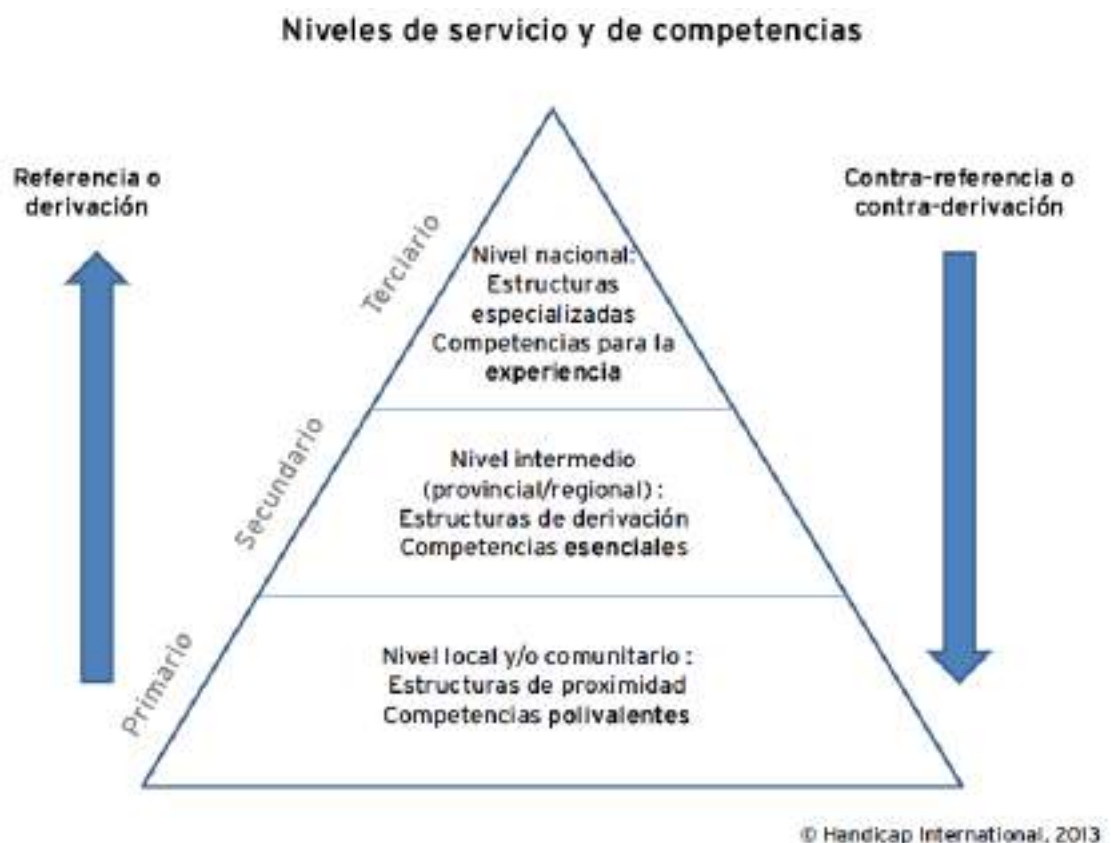 Niveles de servicio y de competencias
Referencia o
derivación
Contra-referencia o
contra-derivación
Terciario
Nivel nacional:
Estructuras
especializadas
Competencias para la
experiencia
Secundario
Nivel intermedio
(provincial/regional) :
Estructuras de derivación
Competencias esenciales
Primario
Nivel local y/o comunitario :
Estructuras de proximidad
Competencias polivalentes
© Handicap International, 2013